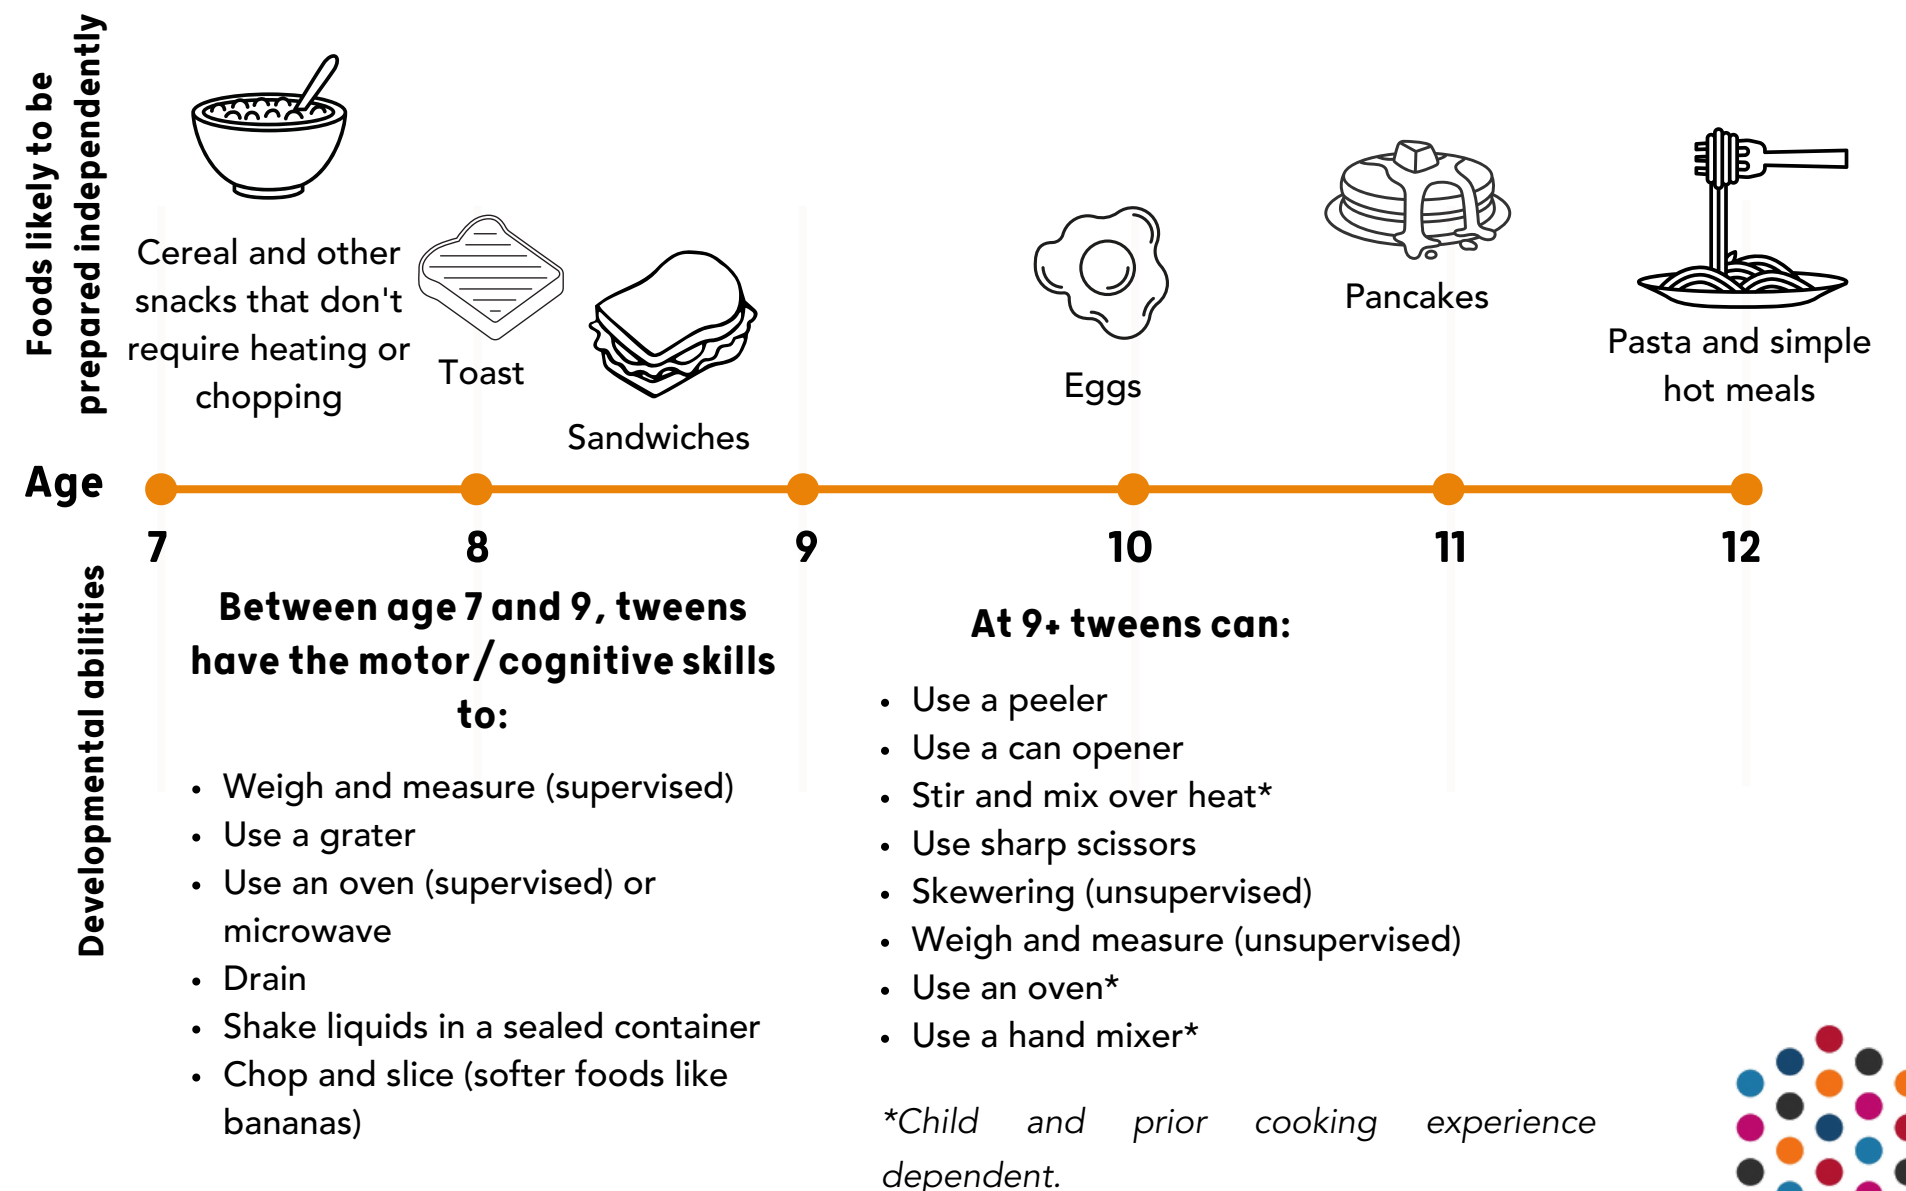 Foods likely to be
prepared independently
Cereal and other
snacks that don't
require heating or
chopping
Toast
Sandwiches
Eggs
Pancakes
Pasta and simple
hot meals
Age
7
8
9
10
11
12
Developmental abilities
Between age 7 and 9, tweens
have the motor/cognitive skills
to:
• Weigh and measure (supervised)
• Use a grater
• Use an oven (supervised) or
microwave
• Drain
• Shake liquids in a sealed container
• Chop and slice (softer foods like
bananas)
At 9+ tweens can:
• Use a peeler
• Use a can opener
• Stir and mix over heat*
• Use sharp scissors
• Skewering (unsupervised)
• Weigh and measure (unsupervised)
• Use an oven*
• Use a hand mixer*
*Child and prior cooking experience
dependent.